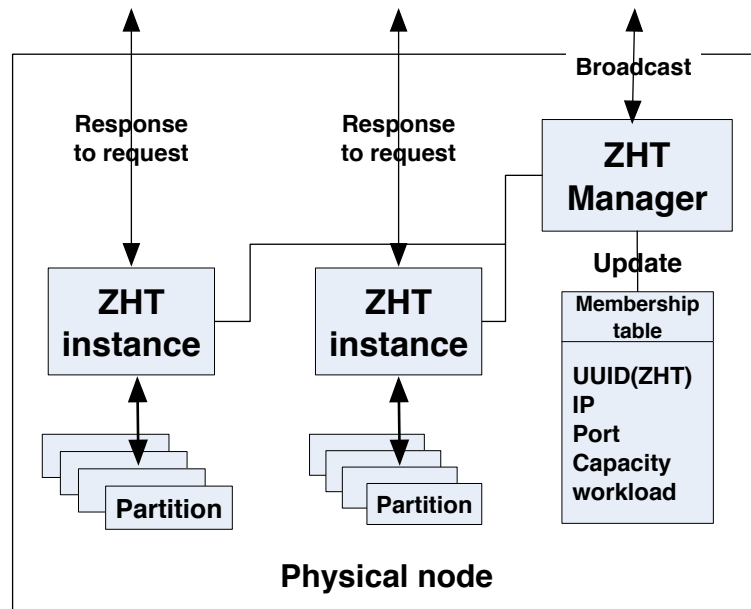 Broadcast
Response
to request
Response
to request
ZHT
Manager
ZHT
instance
ZHT
instance
Update
Membership
table
UUID(ZHT)
IP
Port
Capacity
workload
Partition
Partition
Physical node